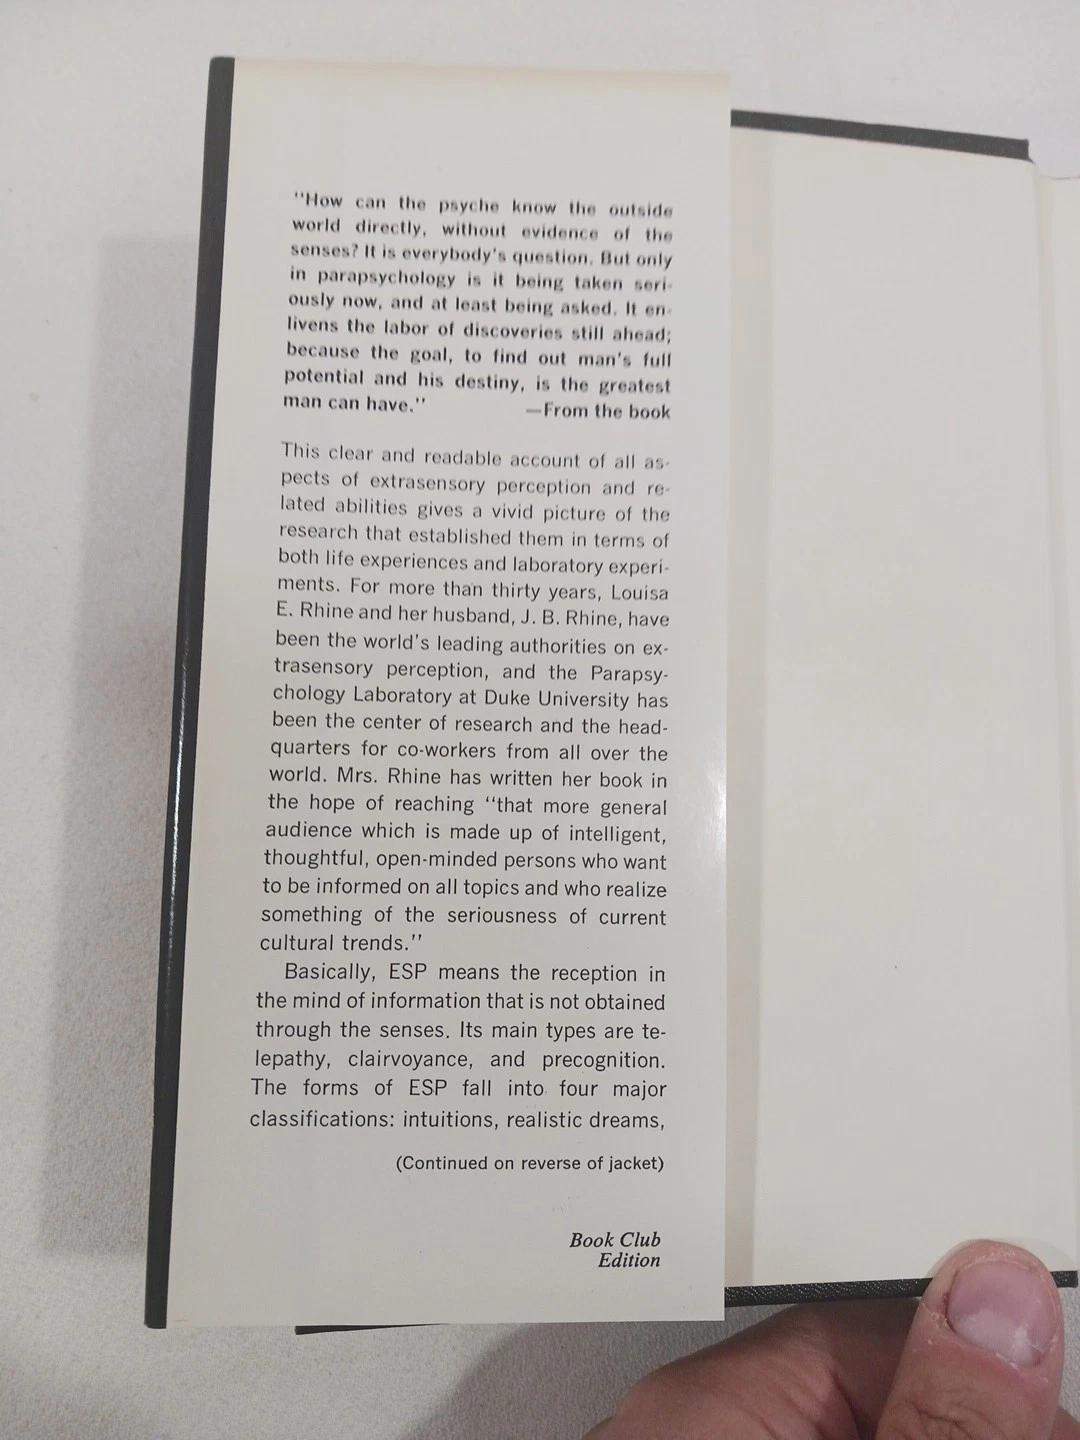 "How can the psyche know the outside
world directly, without evidence of the
senses? It is everybody's question. But only
in parapsychology is it being taken seri-
ously now, and at least being asked. It en-
livens the labor of discoveries still ahead;
because the goal, to find out man's full
potential and his destiny, is the greatest
man can have." —From the book
This clear and readable account of all as-
pects of extrasensory perception and re-
lated abilities gives a vivid picture of the
research that established them in terms of
both life experiences and laboratory experi-
ments. For more than thirty years, Louisa
E. Rhine and her husband, J. B. Rhine, have
been the world's leading authorities on ex-
trasensory perception, and the Parapsy-
chology Laboratory at Duke University has
been the center of research and the head-
quarters for co-workers from all over the
world. Mrs. Rhine has written her book in
the hope of reaching "that more general
audience which is made up of intelligent,
thoughtful, open-minded persons who want
to be informed on all topics and who realize
something of the seriousness of current
cultural trends."
Basically, ESP means the reception in
the mind of information that is not obtained
through the senses. Its main types are te-
lepathy, clairvoyance, and precognition.
The forms of ESP fall into four major
classifications: intuitions, realistic dreams,
(Continued on reverse of jacket)
Book Club
Edition